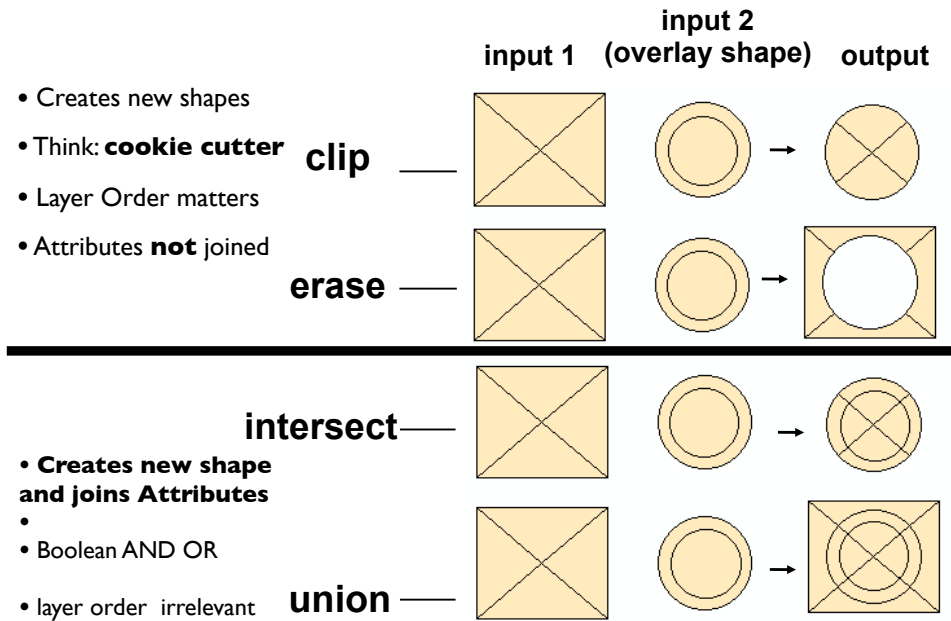 input 1
input 2
(overlay shape)
output
• Creates new shapes
• Think: cookie cutter
• Layer Order matters
• Attributes not joined
clip
erase
intersect
• Creates new shape
and joins Attributes
•
• Boolean AND OR
• layer order irrelevant
union